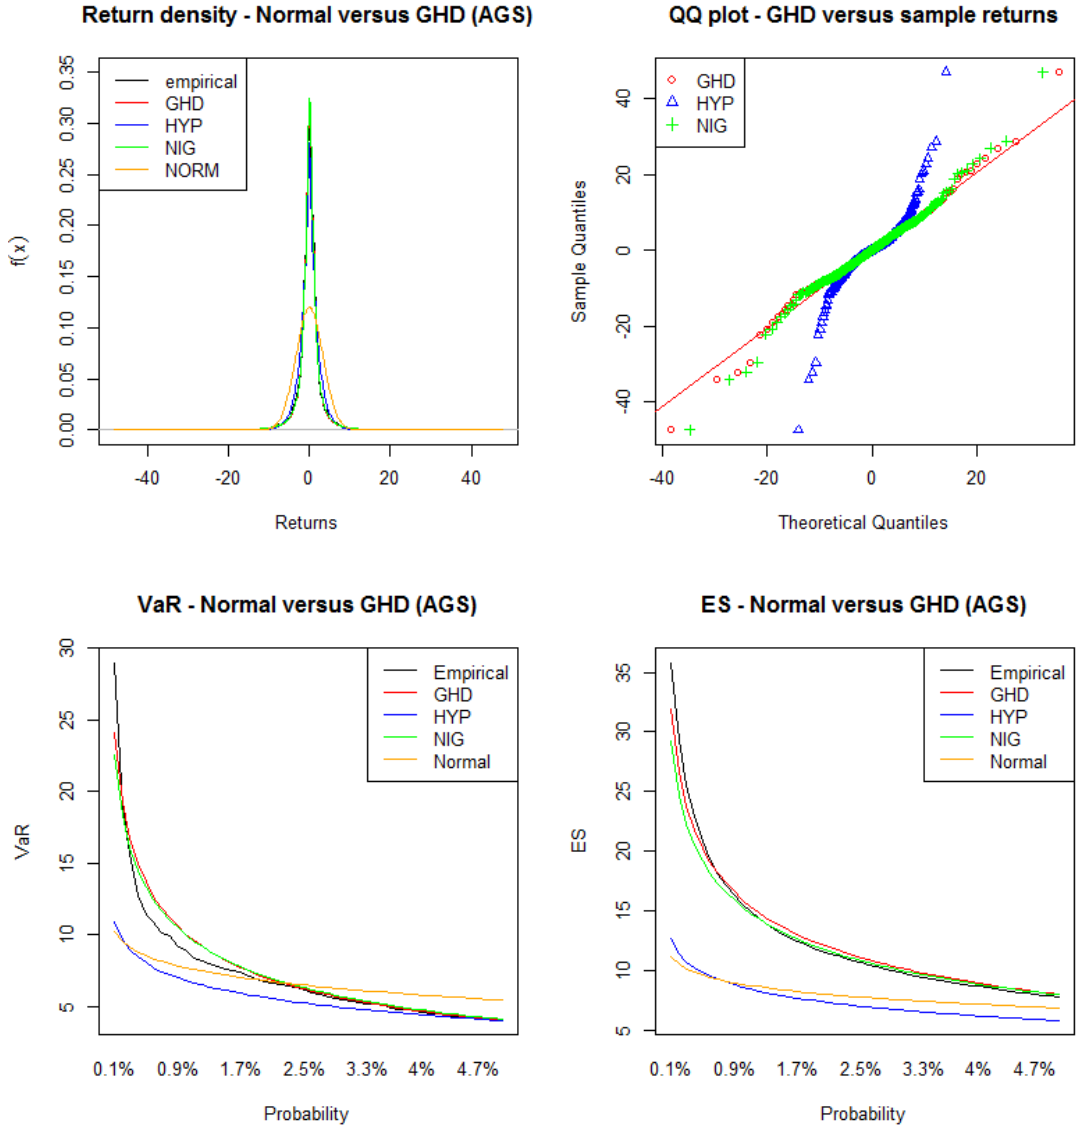 Return density - Normal versus GHD (AGS)
0.35
0.30
0.25
0.20
0.15
0.10
0.05
0.00
f(x)
empirical
GHD
HYP
NIG
NORM
-40 -20 0 20 40
Returns
QQ plot - GHD versus sample returns
40
20
0
-20
-40
Sample Quantiles
GHD
HYP
NIG
-40 -20 0 20
Theoretical Quantiles
VaR - Normal versus GHD (AGS)
30
25
20
15
10
5
VaR
Empirical
GHD
HYP
NIG
Normal
0.1% 0.9% 1.7% 2.5% 3.3% 4% 4.7%
Probability
ES - Normal versus GHD (AGS)
35
30
25
20
15
10
5
ES
Empirical
GHD
HYP
NIG
Normal
0.1% 0.9% 1.7% 2.5% 3.3% 4% 4.7%
Probability